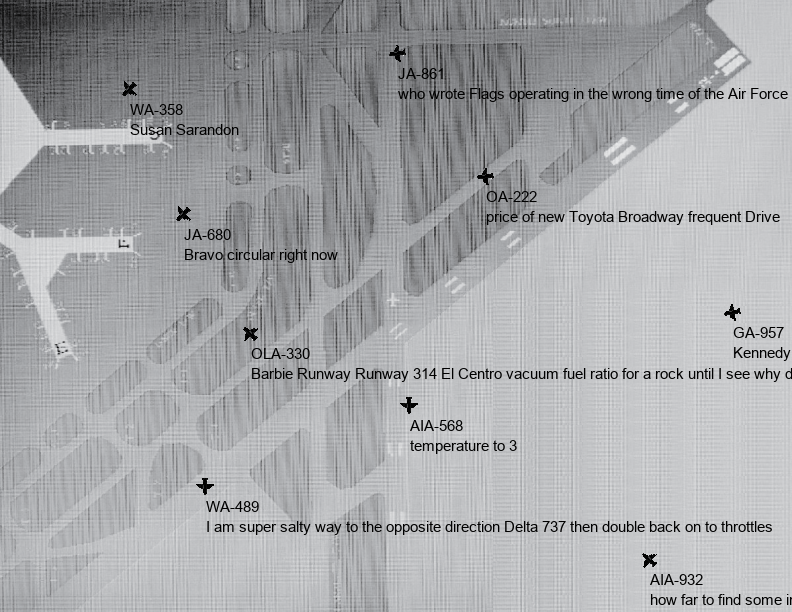 JA-861
who wrote Flags operating in the wrong time of the Air Force
WA-358
Susan Sarandon
OA-222
price of new Toyota Broadway frequent Drive
JA-680
Bravo circular right now
GA-957
Kennedy
OLA-330
Barbie Runway Runway 314 El Centro vacuum fuel ratio for a rock until I see why d
AIA-568
temperature to 3
WA-489
I am super salty way to the opposite direction Delta 737 then double back on to throttles
AIA-932
how far to find some in